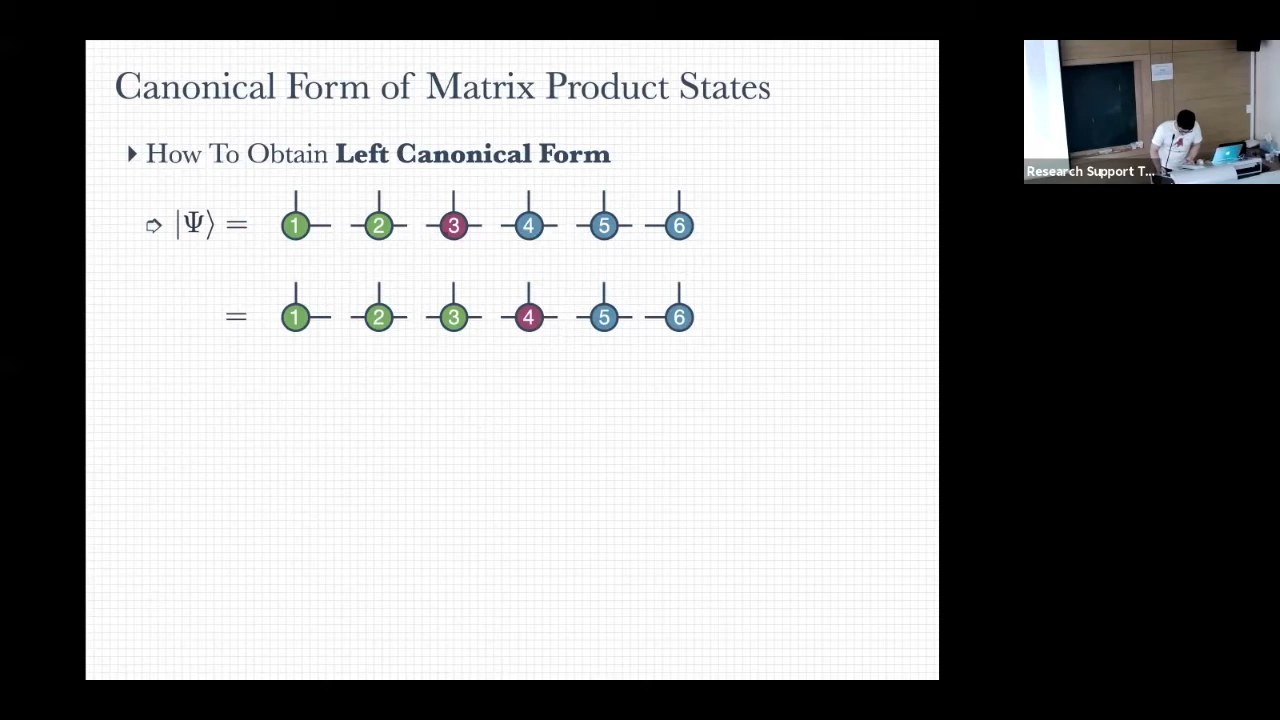 Canonical Form of Matrix Product States
How To Obtain Left Canonical Form
|Ψ⟩ = 1 2 3 4 5 6
= 1 2 3 4 5 6
Research Support T...